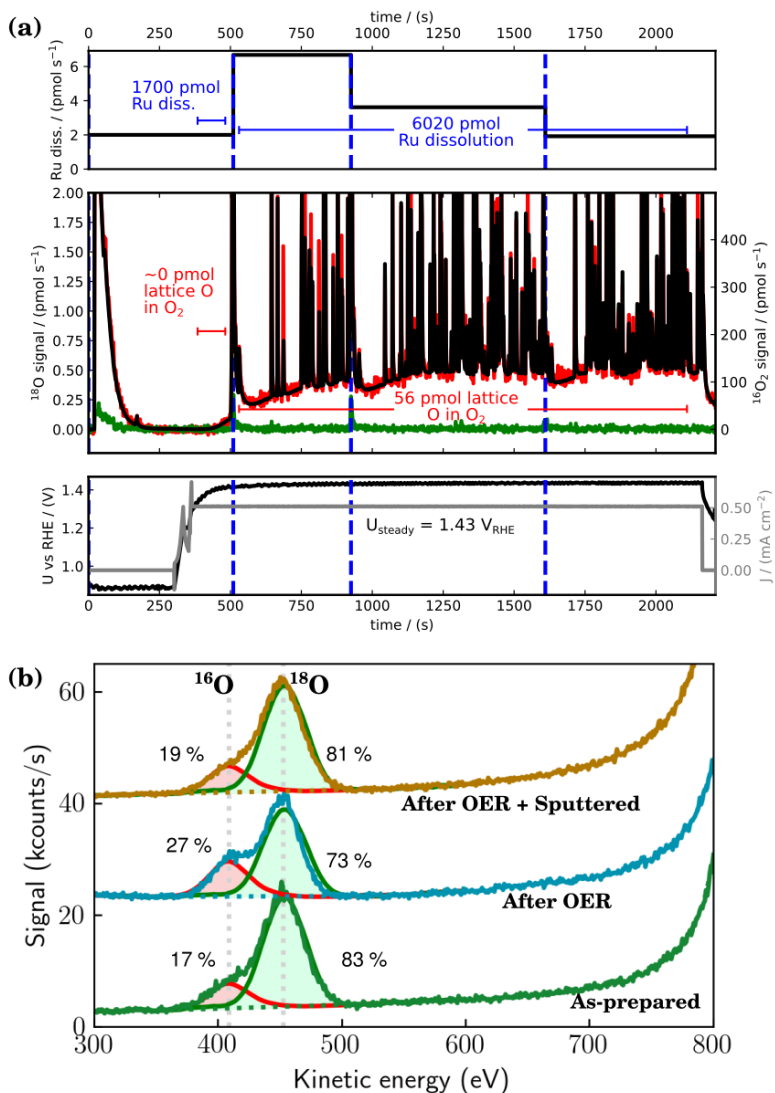 (a)
time / (s)
0 250 500 750 1000 1250 1500 1750 2000
Ru diss. / (pmol s⁻¹)
6
4
2
0
1700 pmol
Ru diss.
6020 pmol
Ru dissolution
¹⁸O signal / (pmol s⁻¹)
2.00
1.75
1.50
1.25
1.00
0.75
0.50
0.25
0.00
~0 pmol
lattice O
in O₂
56 pmol lattice
O in O₂
400
300
200
100
0
¹⁶O₂ signal / (pmol s⁻¹)
U vs RHE / (V)
1.4
1.2
1.0
U_steady = 1.43 V_RHE
0.50
0.25
0.00
J / (mA cm⁻²)
0 250 500 750 1000 1250 1500 1750 2000
time / (s)
(b)
Signal (kcounts/s)
60
40
20
0
¹⁶O ¹⁸O
19 % 81 %
After OER + Sputtered
27 % 73 %
After OER
17 % 83 %
As-prepared
300 400 500 600 700 800
Kinetic energy (eV)